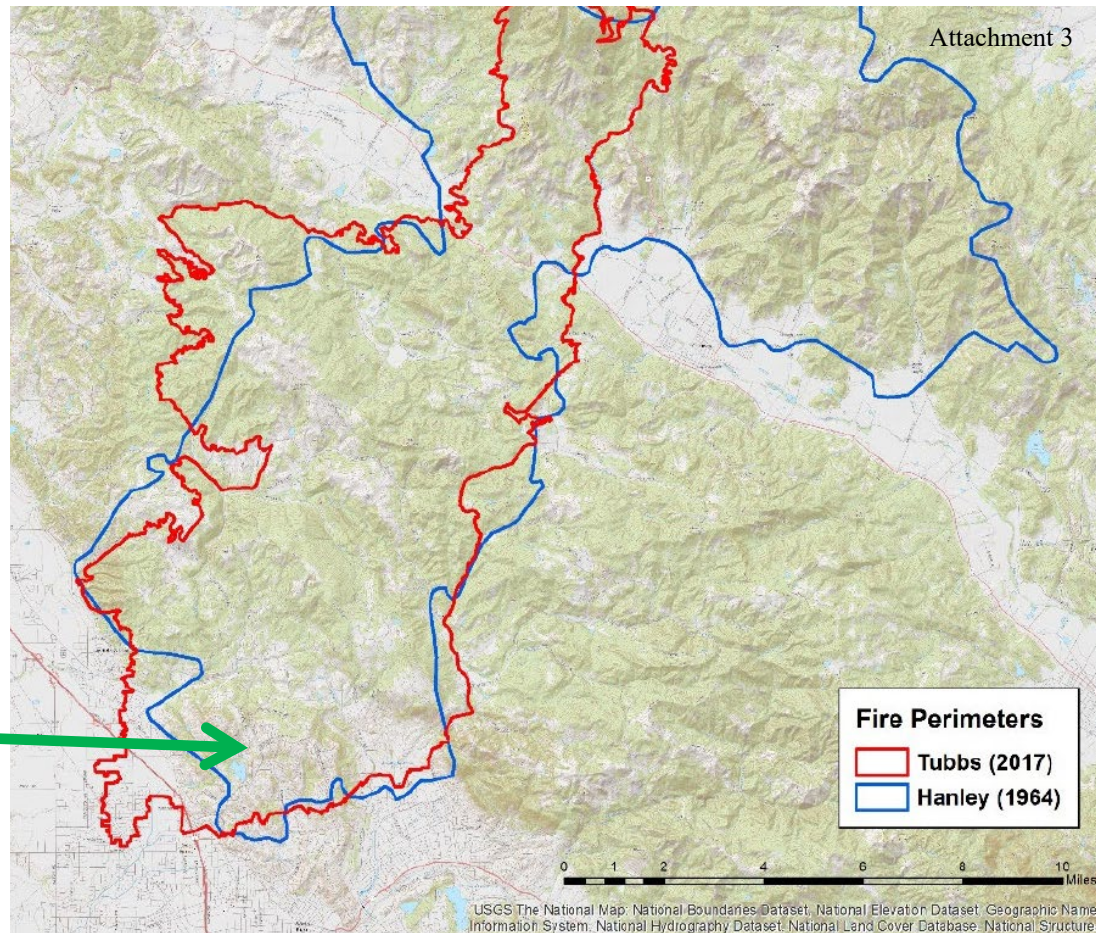 Attachment 3
Fire Perimeters
Tubbs (2017)
Hanley (1964)
0 1 2 4 6 8 10
Miles
USGS The National Map: National Boundaries Dataset, National Elevation Dataset, Geographic Name
Information System, National Hydrography Dataset, National Land Cover Database, National Structure